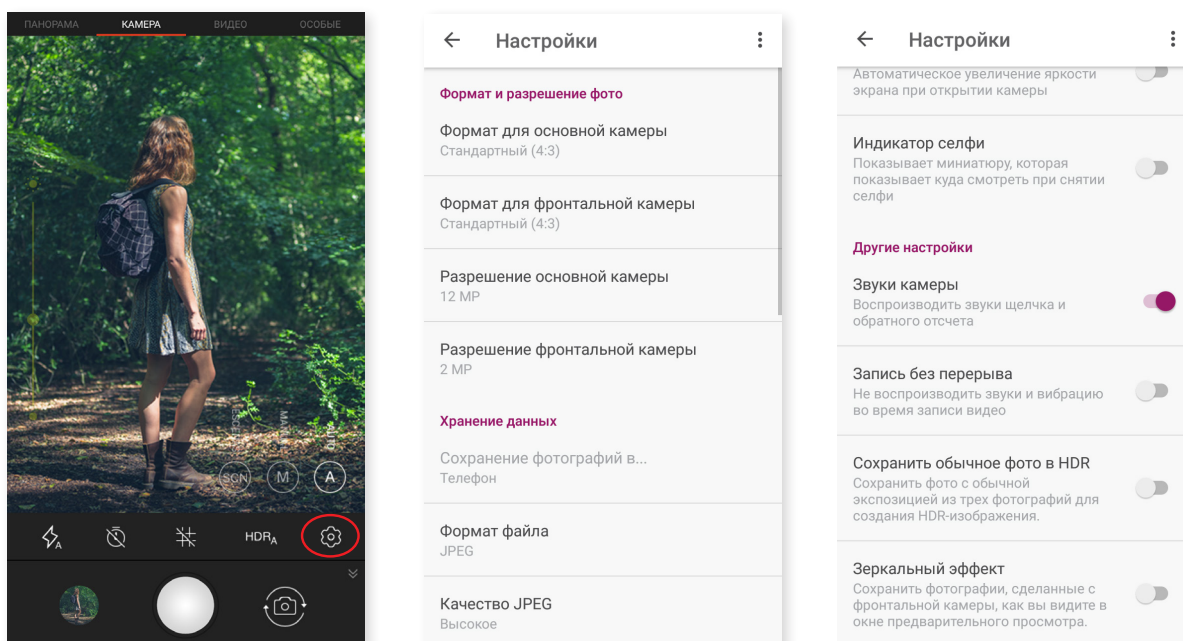 ПАНОРАМА
КАМЕРА
ВИДЕО
ОСОБЫЕ
SCN
M
A
HDRA
Настройки
Формат и разрешение фото
Формат для основной камеры
Стандартный (4:3)
Формат для фронтальной камеры
Стандартный (4:3)
Разрешение основной камеры
12 MP
Разрешение фронтальной камеры
2 MP
Хранение данных
Сохранение фотографий в...
Телефон
Формат файла
JPEG
Качество JPEG
Высокое
Настройки
Автоматическое увеличение яркости
экрана при открытии камеры
Индикатор селфи
Показывает миниатюру, которая
показывает куда смотреть при снятии
селфи
Другие настройки
Звуки камеры
Воспроизводить звуки щелчка и
обратного отсчета
Запись без перерыва
Не воспроизводить звуки и вибрацию
во время записи видео
Сохранить обычное фото в HDR
Сохранить фото с обычной
экспозицией из трех фотографий для
создания HDR-изображения.
Зеркальный эффект
Сохранить фотографии, сделанные с
фронтальной камеры, как вы видите в
окне предварительного просмотра.